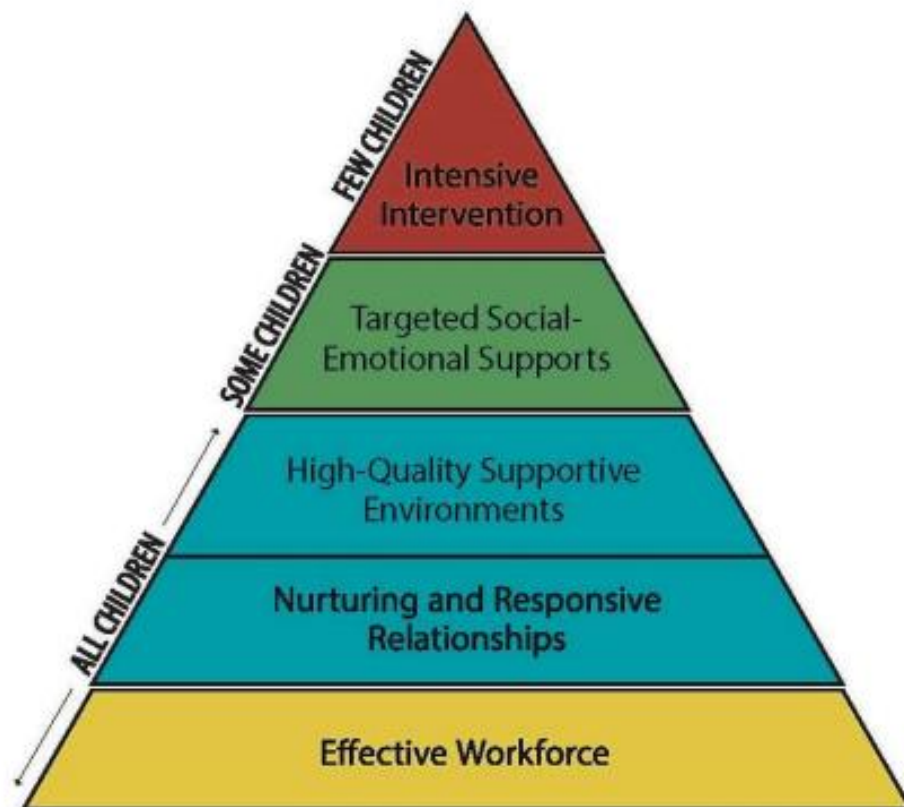 FEW CHILDREN
Intensive
Intervention
SOME CHILDREN
Targeted Social-
Emotional Supports
High-Quality Supportive
Environments
ALL CHILDREN
Nurturing and Responsive
Relationships
Effective Workforce